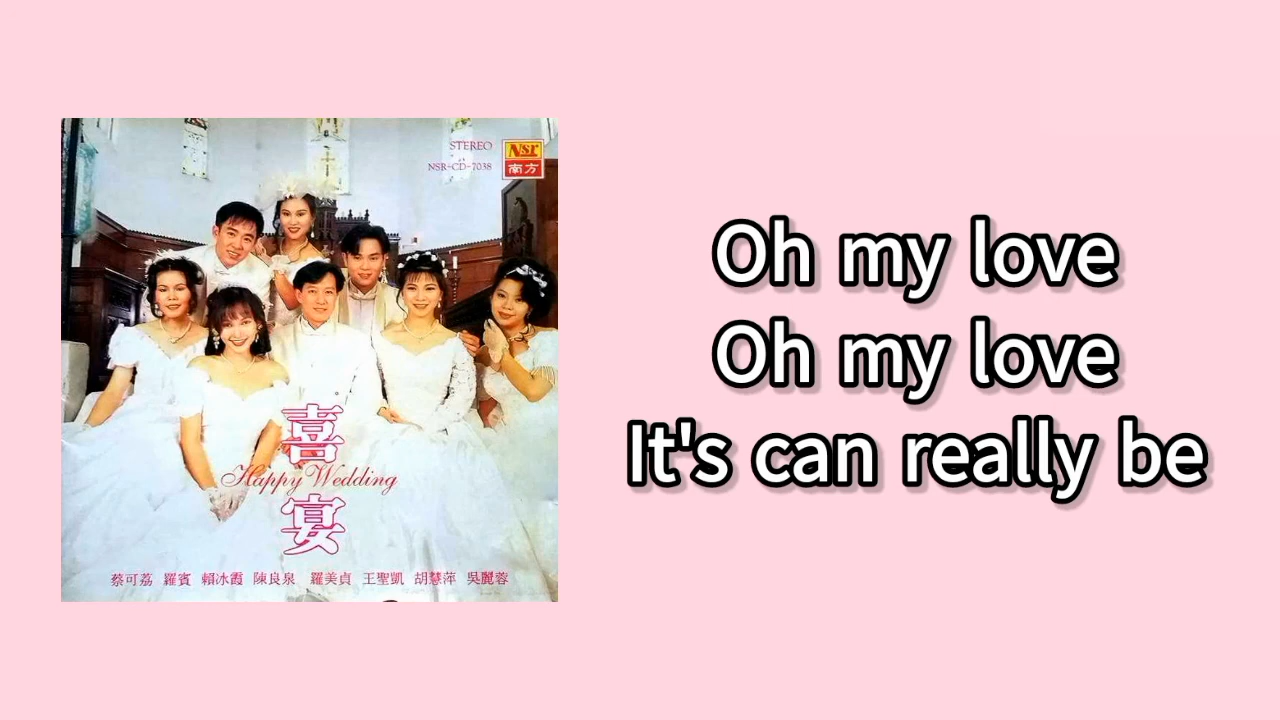 STEREO
NSR-CD-7038
Nsr
南方
喜
Happy Wedding
宴
蔡可荔 羅賓 賴冰霞 陳良泉 羅美貞 王聖凱 胡慧萍 吳麗蓉
Oh my love
Oh my love
It's can really be